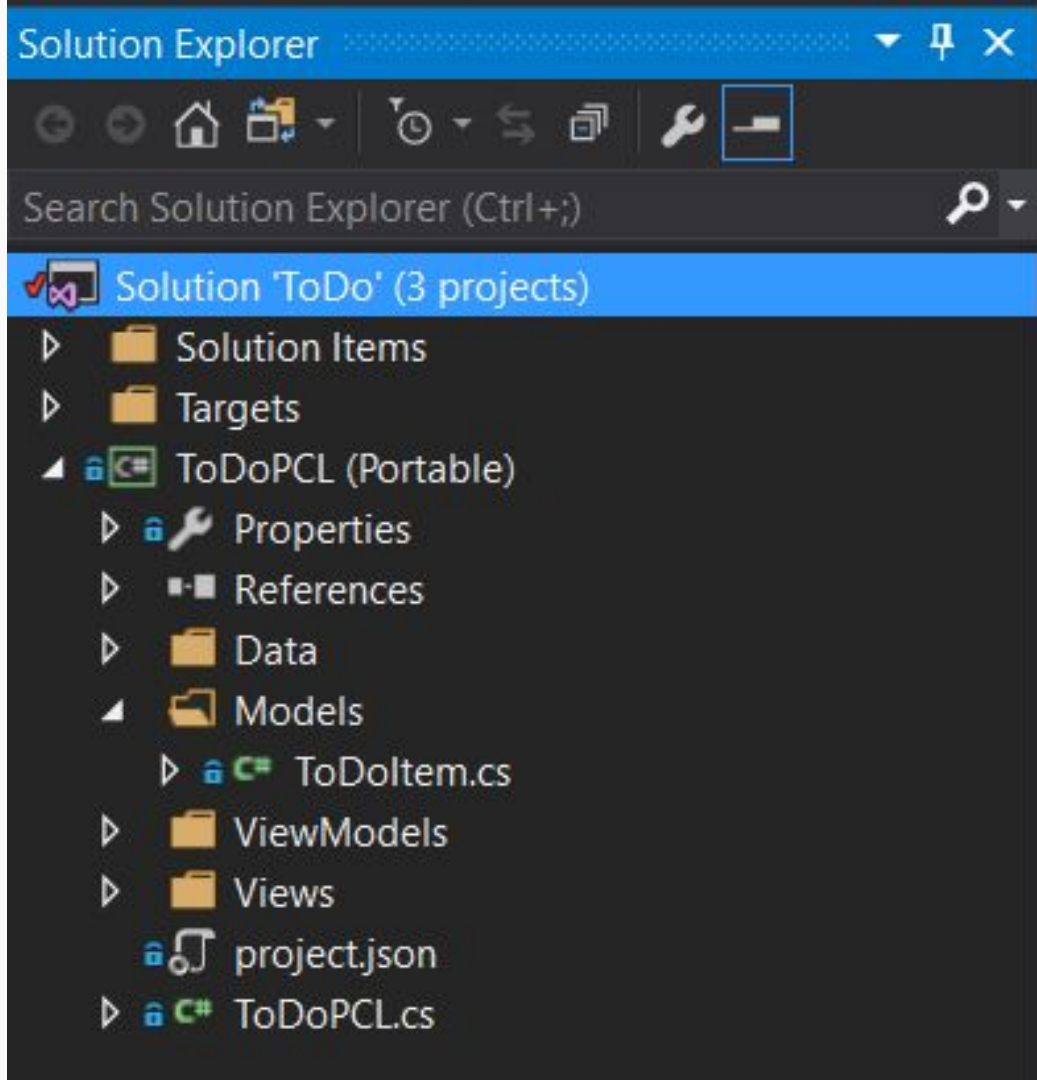 Solution Explorer
Search Solution Explorer (Ctrl+;)
Solution 'ToDo' (3 projects)
Solution Items
Targets
C# ToDoPCL (Portable)
Properties
References
Data
Models
C# ToDoItem.cs
ViewModels
Views
project.json
C# ToDoPCL.cs